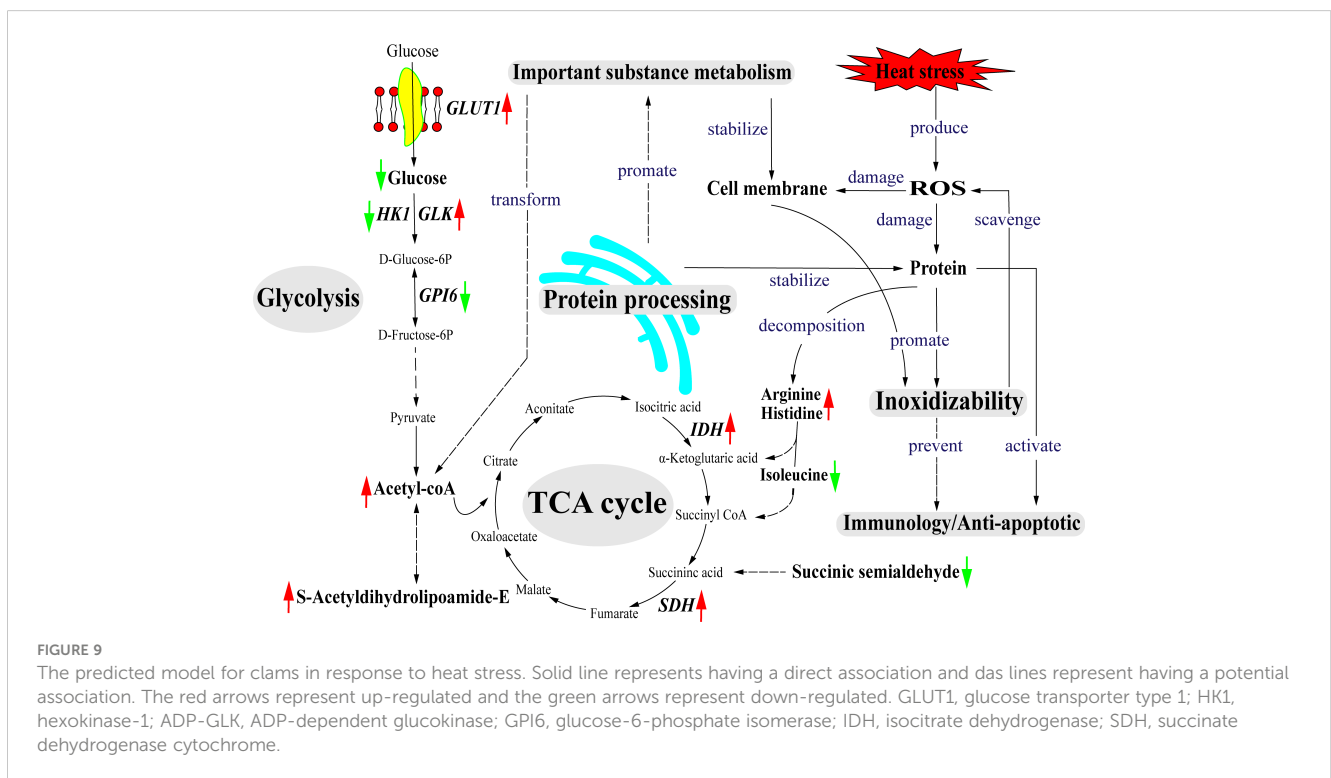 Glucose
Important substance metabolism
Heat stress
GLUT1
stabilize
produce
promate
damage
Glucose
Cell membrane
ROS
transform
HK1 GLK
damage
scavenge
D-Glucose-6P
Protein
Glycolysis
GPI6
Protein processing
stabilize
decomposition
D-Fructose-6P
promate
Arginine
Histidine
Inoxidizability
Aconitate
Isocitric acid
Pyruvate
IDH
prevent
activate
Citrate
α-Ketoglutaric acid
Isoleucine
Acetyl-coA
TCA cycle
Succinyl CoA
Immunology/Anti-apoptotic
Oxaloacetate
Succininc acid
Succinic semialdehyde
S-Acetyldihydrolipoamide-E
Malate
Fumarate
SDH
FIGURE 9
The predicted model for clams in response to heat stress. Solid line represents having a direct association and das lines represent having a potential
association. The red arrows represent up-regulated and the green arrows represent down-regulated. GLUT1, glucose transporter type 1; HK1,
hexokinase-1; ADP-GLK, ADP-dependent glucokinase; GPI6, glucose-6-phosphate isomerase; IDH, isocitrate dehydrogenase; SDH, succinate
dehydrogenase cytochrome.